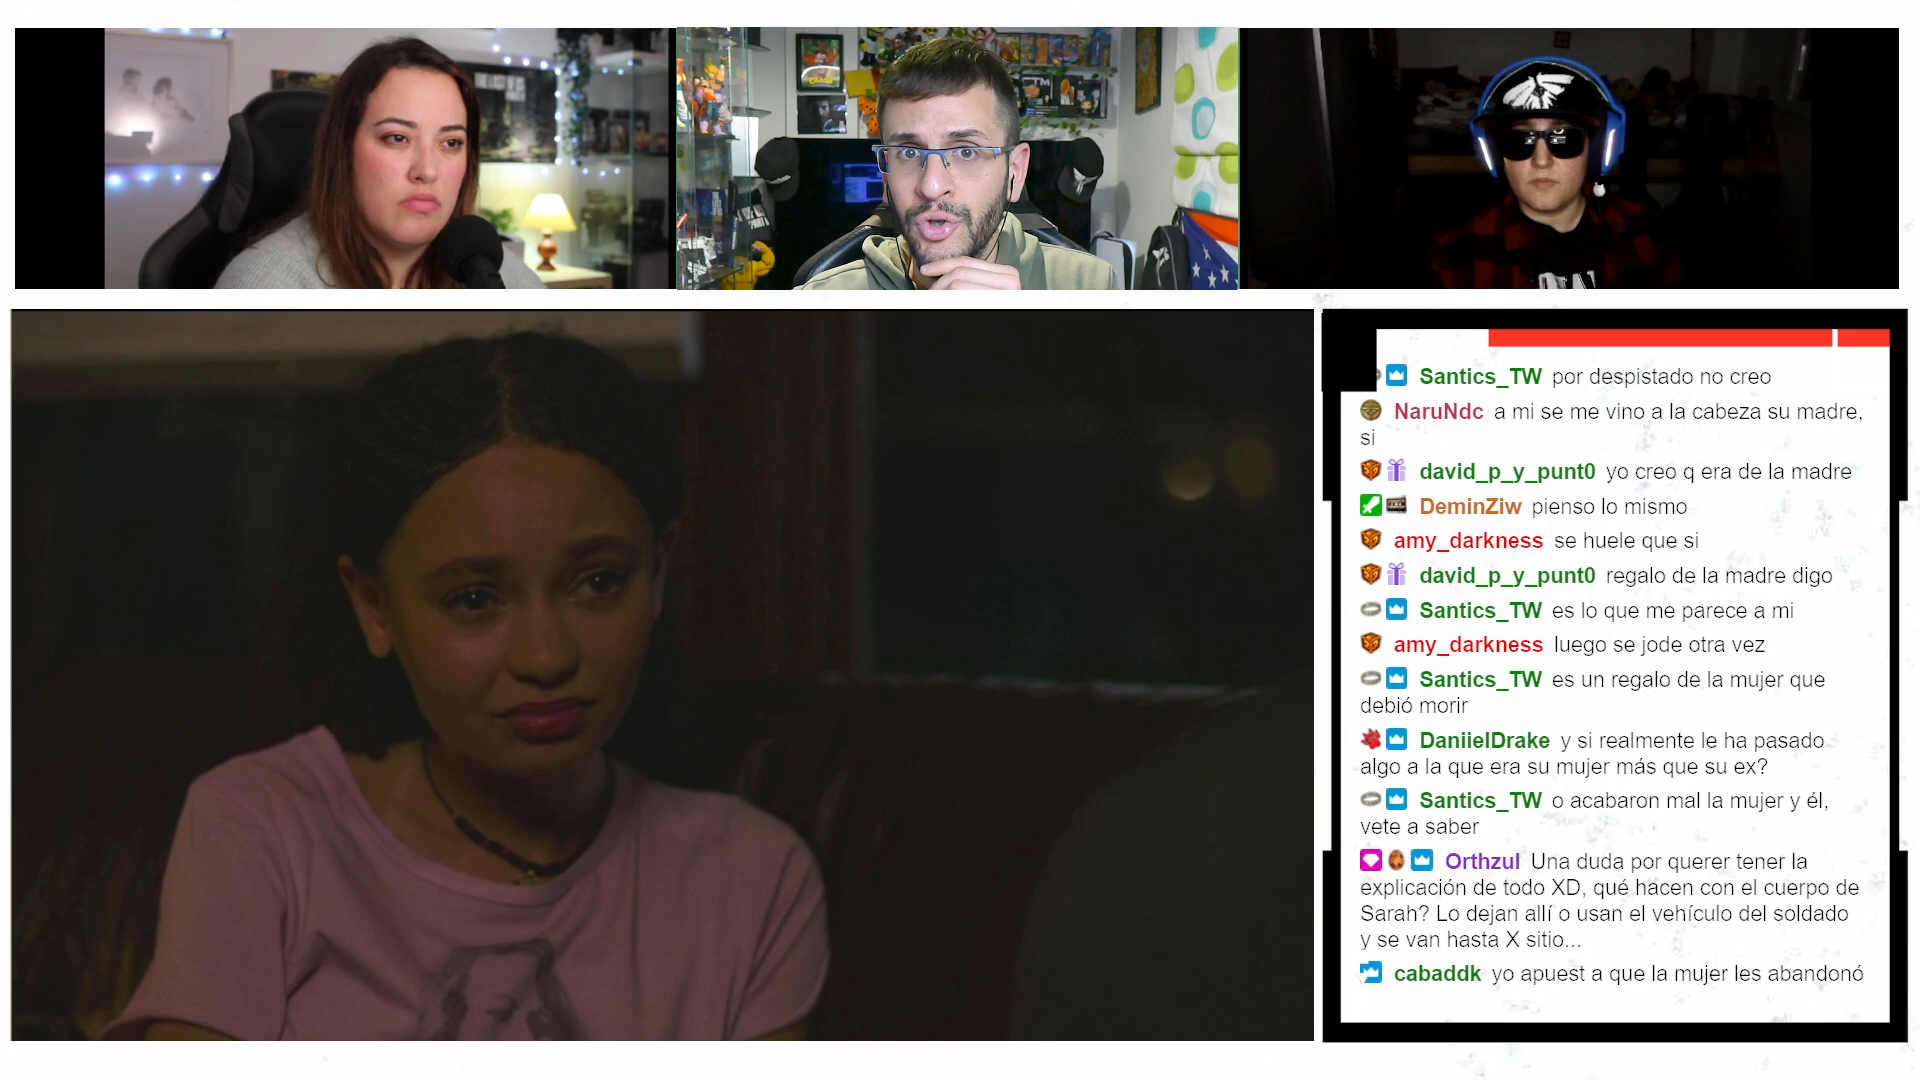 Santics_TW por despistado no creo
NaruNdc a mi se me vino a la cabeza su madre,
si
david_p_y_punt0 yo creo q era de la madre
DeminZiw pienso lo mismo
amy_darkness se huele que si
david_p_y_punt0 regalo de la madre digo
Santics_TW es lo que me parece a mi
amy_darkness luego se jode otra vez
Santics_TW es un regalo de la mujer que
debió morir
DaniielDrake y si realmente le ha pasado
algo a la que era su mujer más que su ex?
Santics_TW o acabaron mal la mujer y él,
vete a saber
Orthzul Una duda por querer tener la
explicación de todo XD, qué hacen con el cuerpo de
Sarah? Lo dejan allí o usan el vehículo del soldado
y se van hasta X sitio...
cabaddk yo apuest a que la mujer les abandonó